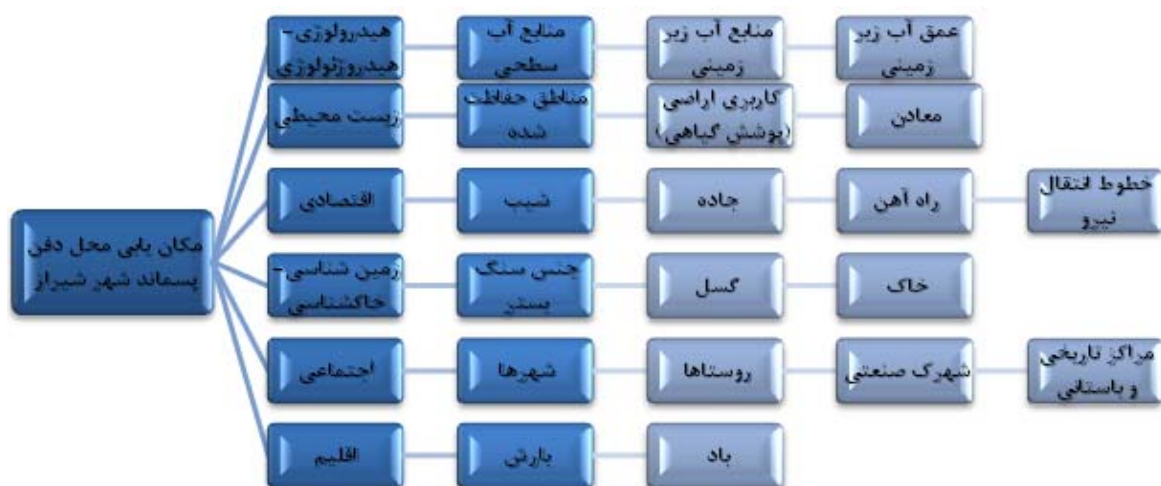 مکان یابی محل دفن
پسماند شهر شیراز
هیدرولوژی-
هیدروژئولوژی
منابع آب
سطحی
منابع آب زیر
زمینی
عمق آب زیر
زمینی
زیست محیطی
مناطق حفاظت
شده
کاربری اراضی
(پوشش گیاهی)
معادن
اقتصادی
شیب
جاده
راه آهن
خطوط انتقال
نیرو
زمین شناسی-
خاکشناسی
جنس سنگ
بستر
گسل
خاک
اجتماعی
شهرها
روستاها
شهرک صنعتی
مراکز تاریخی
و باستانی
اقلیم
بارش
باد